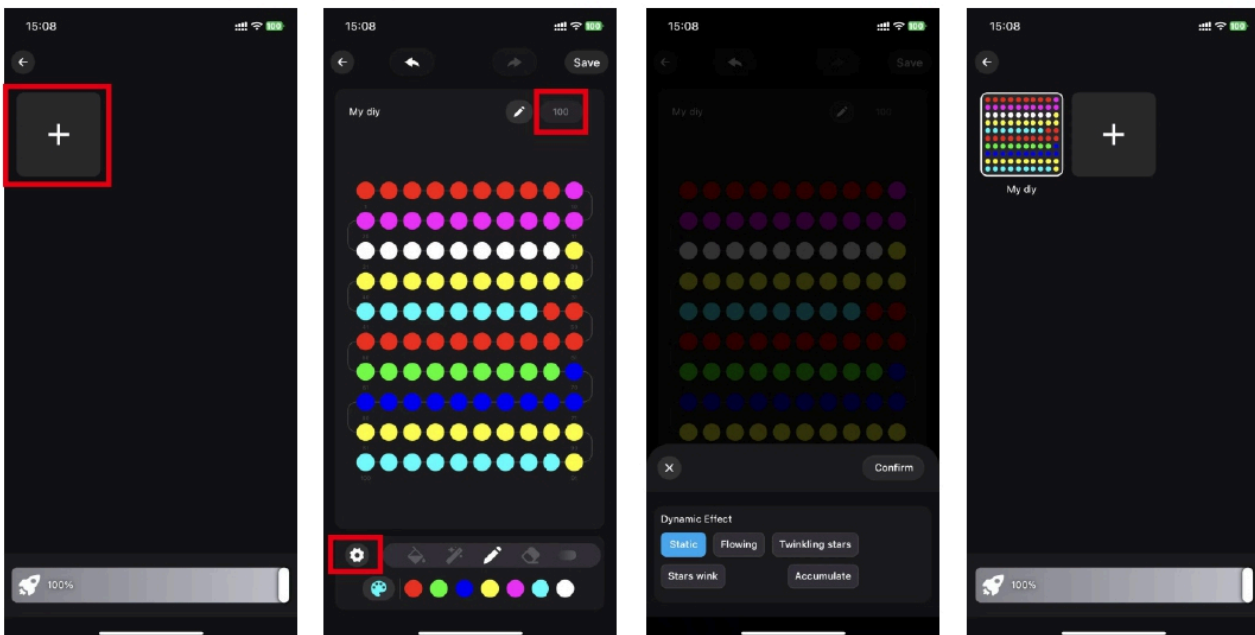 15:08
100
100%
15:08
100
Save
My diy
100
15:08
100
Save
My diy
100
Confirm
Dynamic Effect
Static Flowing Twinkling stars
Stars wink Accumulate
15:08
100
My diy
100%